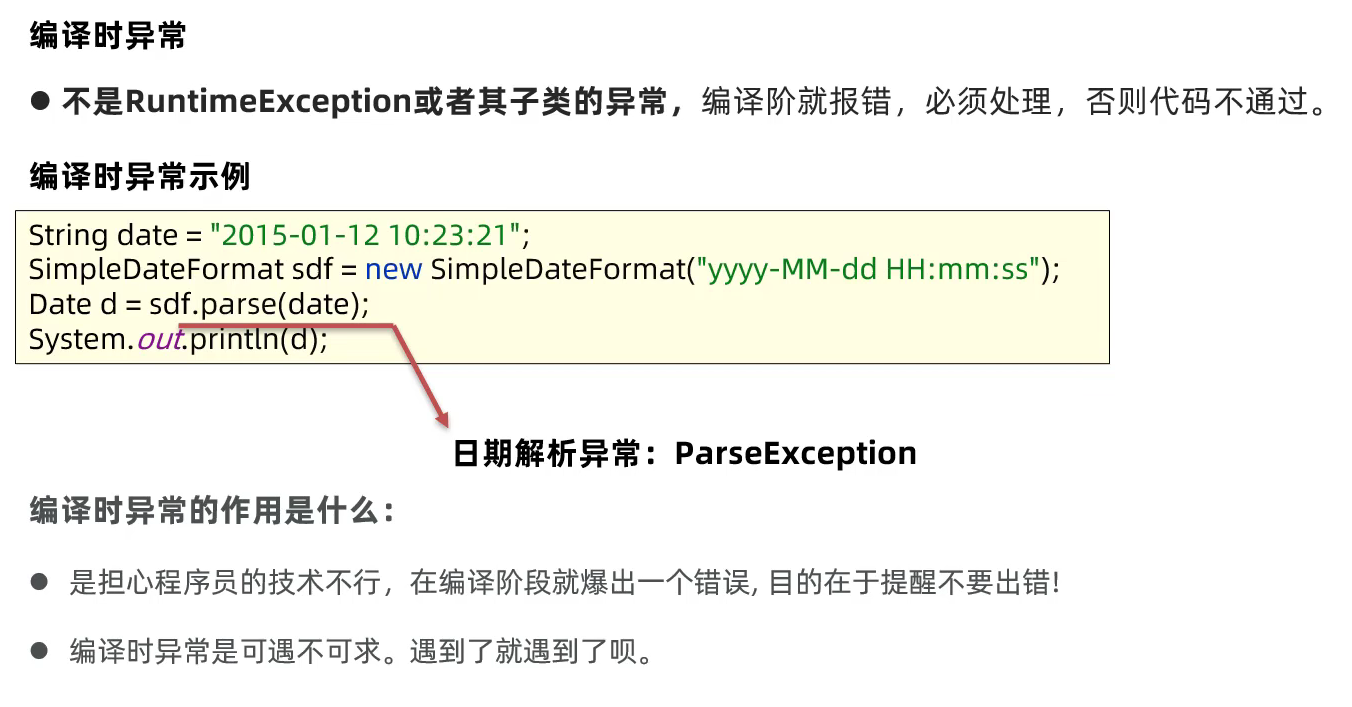 编译时异常
● 不是RuntimeException或者其子类的异常，编译阶就报错，必须处理，否则代码不通过。
编译时异常示例
String date = "2015-01-12 10:23:21";
SimpleDateFormat sdf = new SimpleDateFormat("yyyy-MM-dd HH:mm:ss");
Date d = sdf.parse(date);
System.out.println(d);
日期解析异常：ParseException
编译时异常的作用是什么：
● 是担心程序员的技术不行，在编译阶段就爆出一个错误, 目的在于提醒不要出错!
● 编译时异常是可遇不可求。遇到了就遇到了呗。